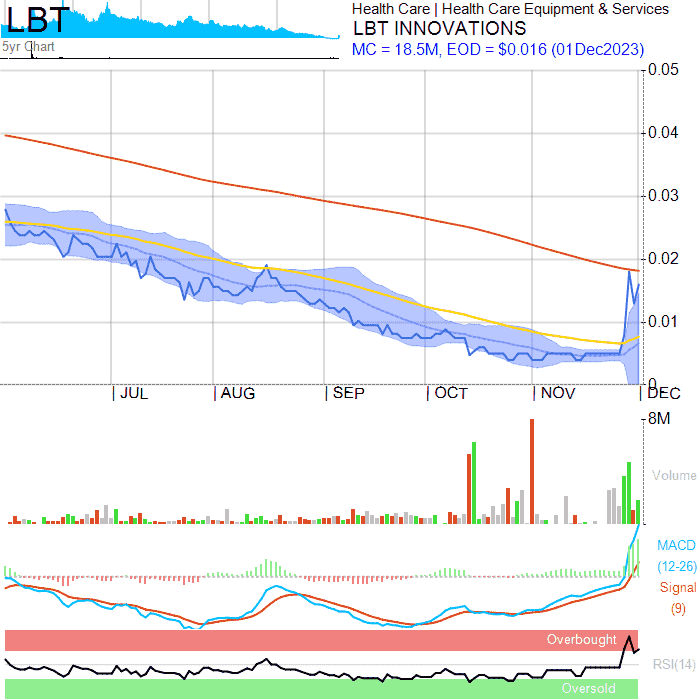 LBT
5yr Chart
Health Care | Health Care Equipment & Services
LBT INNOVATIONS
MC = 18.5M, EOD = $0.016 (01Dec2023)
0.05
0.04
0.03
0.02
0.01
0
JUL AUG SEP OCT NOV DEC
8M
Volume
MACD
(12-26)
Signal
(9)
Overbought
RSI(14)
Oversold